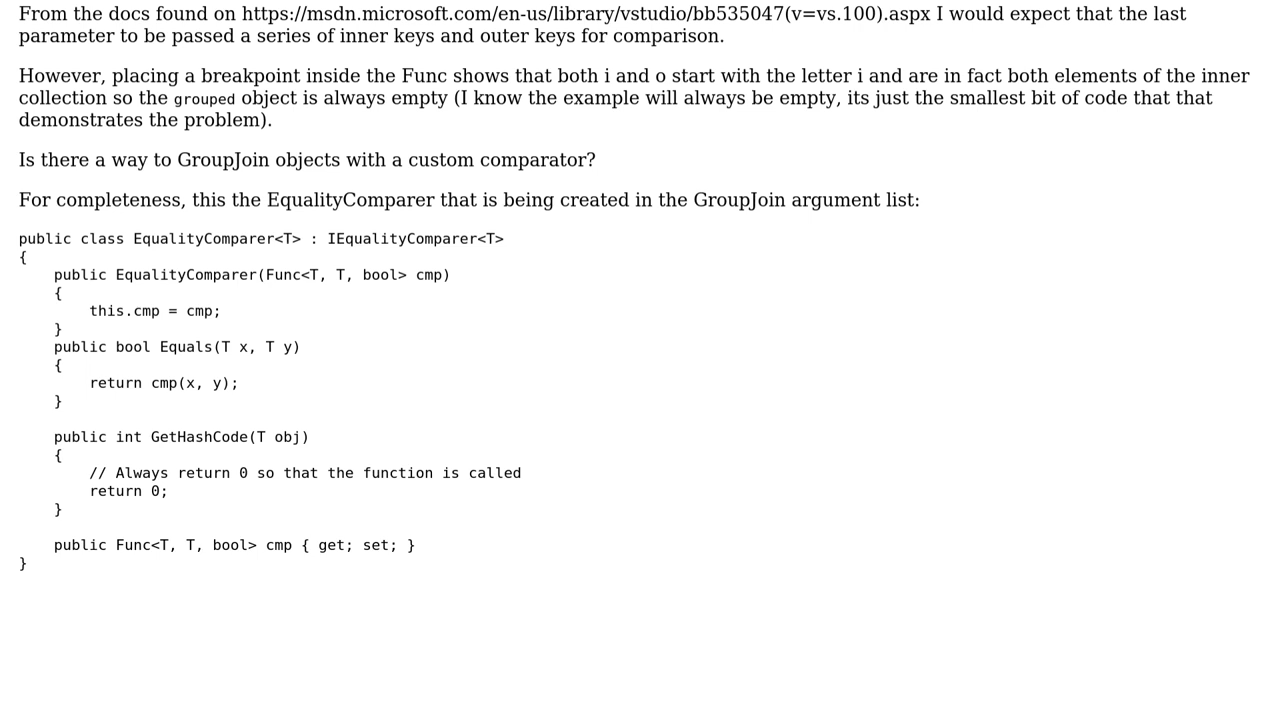 From the docs found on https://msdn.microsoft.com/en-us/library/vstudio/bb535047(v=vs.100).aspx I would expect that the last
parameter to be passed a series of inner keys and outer keys for comparison.
However, placing a breakpoint inside the Func shows that both i and o start with the letter i and are in fact both elements of the inner
collection so the grouped object is always empty (I know the example will always be empty, its just the smallest bit of code that that
demonstrates the problem).
Is there a way to GroupJoin objects with a custom comparator?
For completeness, this the EqualityComparer that is being created in the GroupJoin argument list:
public class EqualityComparer<T> : IEqualityComparer<T>
{
    public EqualityComparer(Func<T, T, bool> cmp)
    {
        this.cmp = cmp;
    }
    public bool Equals(T x, T y)
    {
        return cmp(x, y);
    }
    public int GetHashCode(T obj)
    {
        // Always return 0 so that the function is called
        return 0;
    }
    public Func<T, T, bool> cmp { get; set; }
}